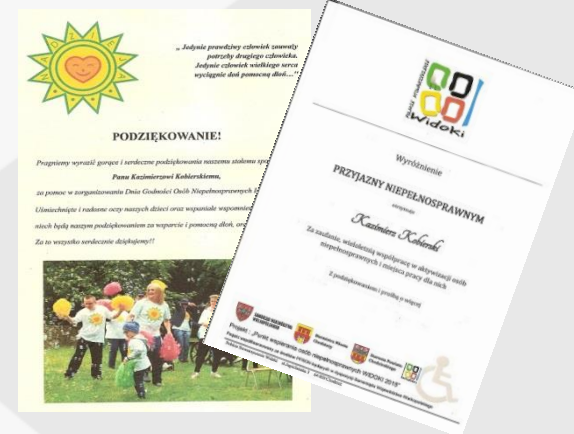 NADZIEJA
„ Jedynie prawdziwy człowiek zauważy
potrzeby drugiego człowieka.
Jedynie człowiek wielkiego serca
wyciągnie doń pomocną dłoń…"
PODZIĘKOWANIE!
Pragniemy wyrazić gorące i serdeczne podziękowania naszemu stałemu
Panu Kazimierzowi Kobierskiemu,
za pomoc w zorganizowaniu Dnia Godności Osób Niepełnosprawnych
Uśmiechnięte i radosne oczy naszych dzieci oraz wspaniałe
niech będą naszym podziękowaniem za wsparcie i pomocną dłoń,
Za to wszystko serdecznie dziękujemy!!
Widoki
Wyróżnienie
PRZYJAZNY NIEPEŁNOSPRAWNYM
otrzymuje
Kazimierz Kobierski
Za zaufanie, wieloletnią współpracę w aktywizacji osób
niepełnosprawnych i miejsca pracy dla nich
Z podziękowaniem i prośbą o więcej
Projekt : „Punkt wspierania osób niepełnosprawnych WIDOKI 2015"